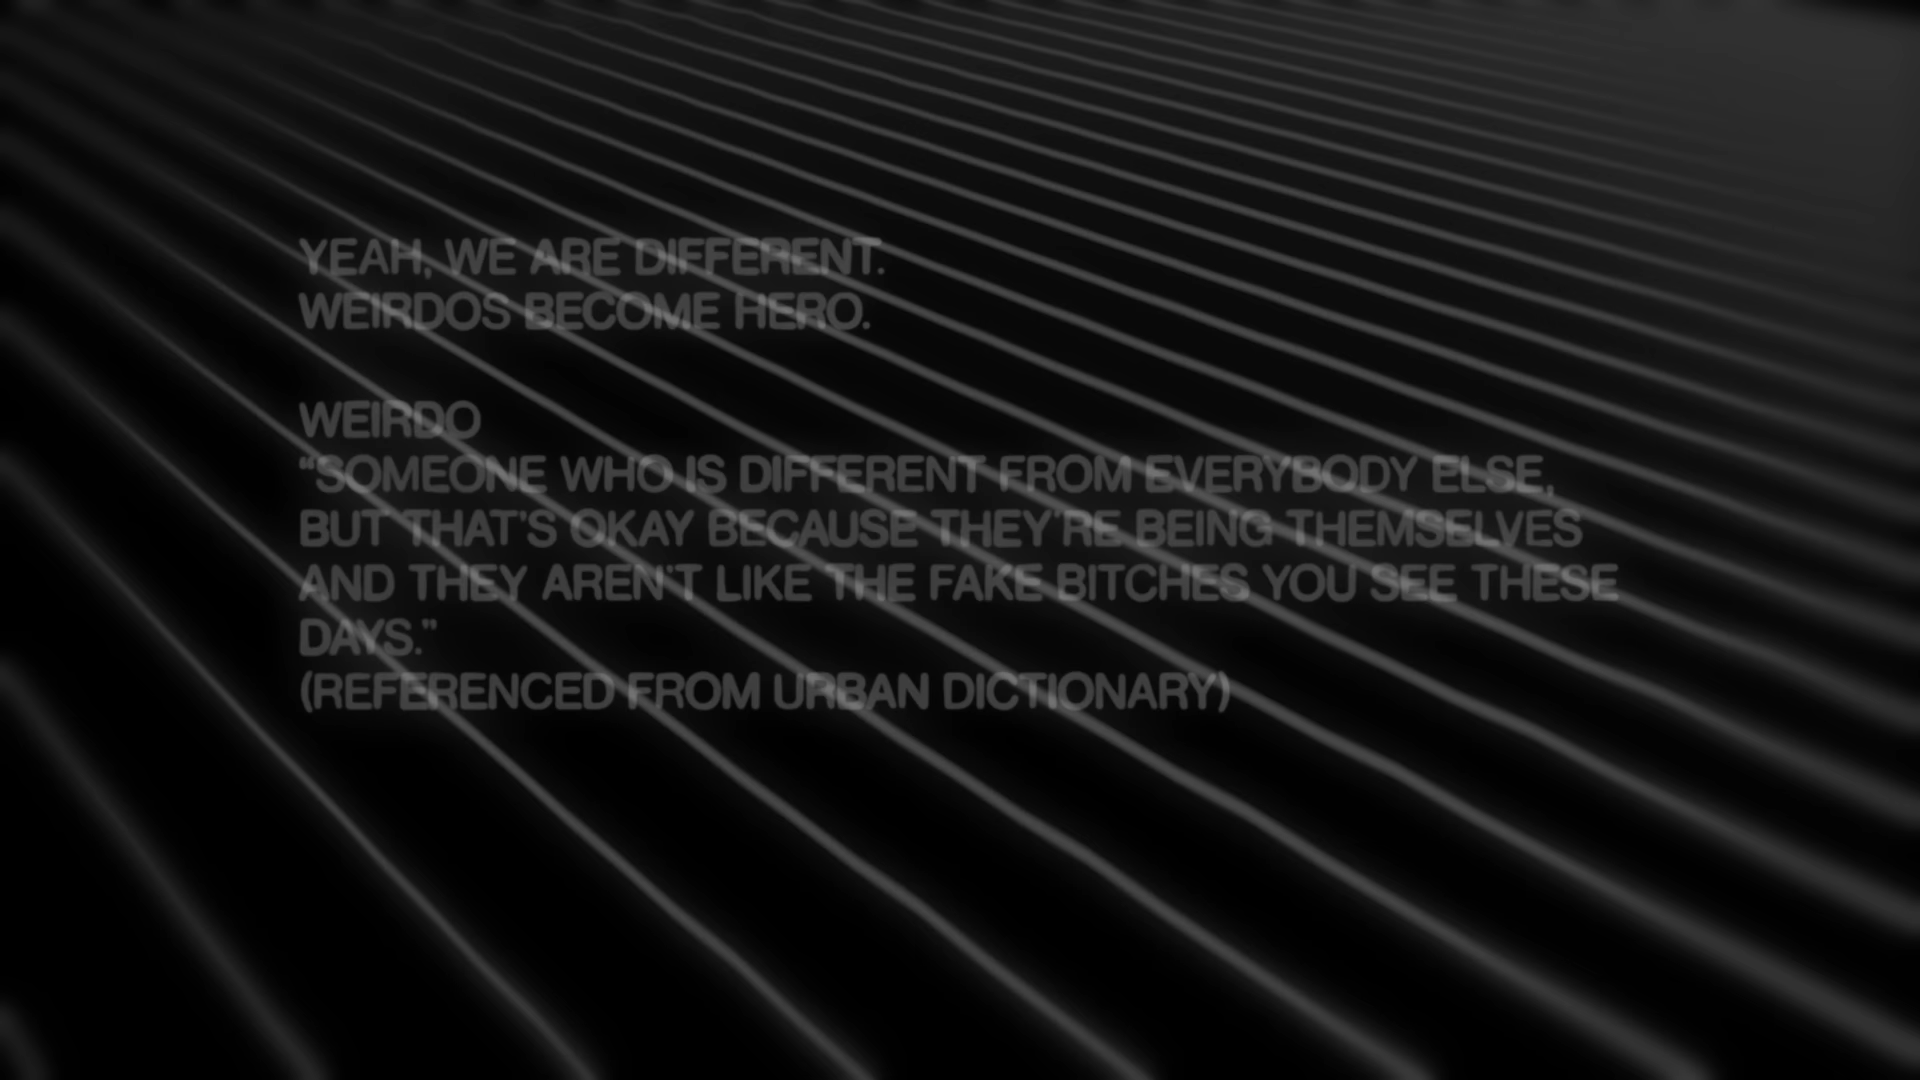 YEAH, WE ARE DIFFERENT.
WEIRDOS BECOME HERO.
WEIRDO
“SOMEONE WHO IS DIFFERENT FROM EVERYBODY ELSE,
BUT THAT’S OKAY BECAUSE THEY’RE BEING THEMSELVES
AND THEY AREN’T LIKE THE FAKE BITCHES YOU SEE THESE
DAYS.”
(REFERENCED FROM URBAN DICTIONARY)